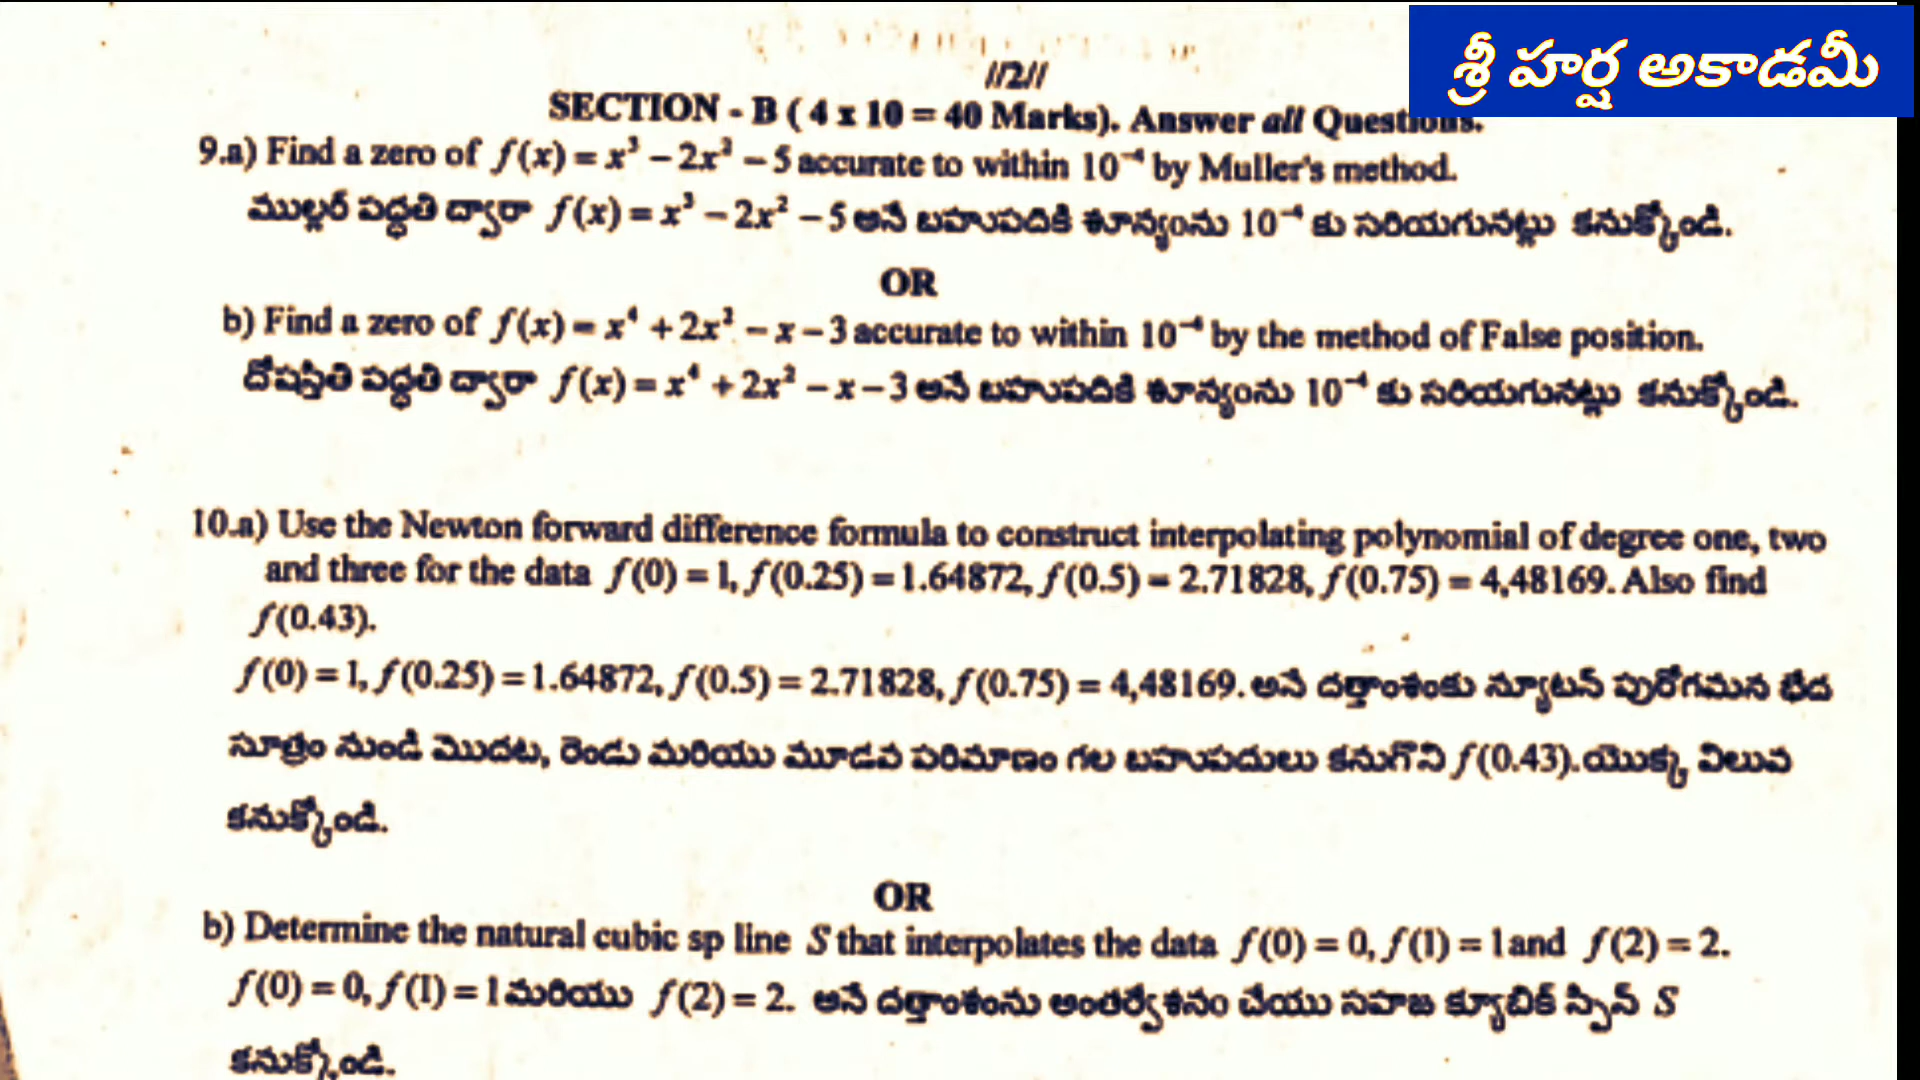 శ్రీ హర్ష అకాడమీ
//2//
SECTION - B ( 4 x 10 = 40 Marks). Answer all Questions.
9.a) Find a zero of f(x) = x³ − 2x² − 5 accurate to within 10⁻⁴ by Muller's method.
ముల్లర్ పద్ధతి ద్వారా f(x) = x³ − 2x² − 5 అనే బహుపదికి శూన్యంను 10⁻⁴ కు సరియగునట్లు కనుక్కోండి.
OR
b) Find a zero of f(x) = x⁴ + 2x² − x − 3 accurate to within 10⁻⁴ by the method of False position.
దోషస్తితి పద్ధతి ద్వారా f(x) = x⁴ + 2x² − x − 3 అనే బహుపదికి శూన్యంను 10⁻⁴ కు సరియగునట్లు కనుక్కోండి.
10.a) Use the Newton forward difference formula to construct interpolating polynomial of degree one, two
and three for the data f(0) = 1, f(0.25) = 1.64872, f(0.5) = 2.71828, f(0.75) = 4,48169. Also find
f(0.43).
f(0) = 1, f(0.25) = 1.64872, f(0.5) = 2.71828, f(0.75) = 4,48169. అనే దత్తాంశంకు న్యూటన్ పురోగమన భేద
సూత్రం నుండి మొదట, రెండు మరియు మూడవ పరిమాణం గల బహుపదులు కనుగొని f(0.43).యొక్క విలువ
కనుక్కోండి.
OR
b) Determine the natural cubic sp line S that interpolates the data f(0) = 0, f(1) = 1 and f(2) = 2.
f(0) = 0, f(1) = 1 మరియు f(2) = 2. అనే దత్తాంశంను అంతర్వేశనం చేయు సహజ క్యూబిక్ స్ప్లిన్ S
కనుక్కోండి.